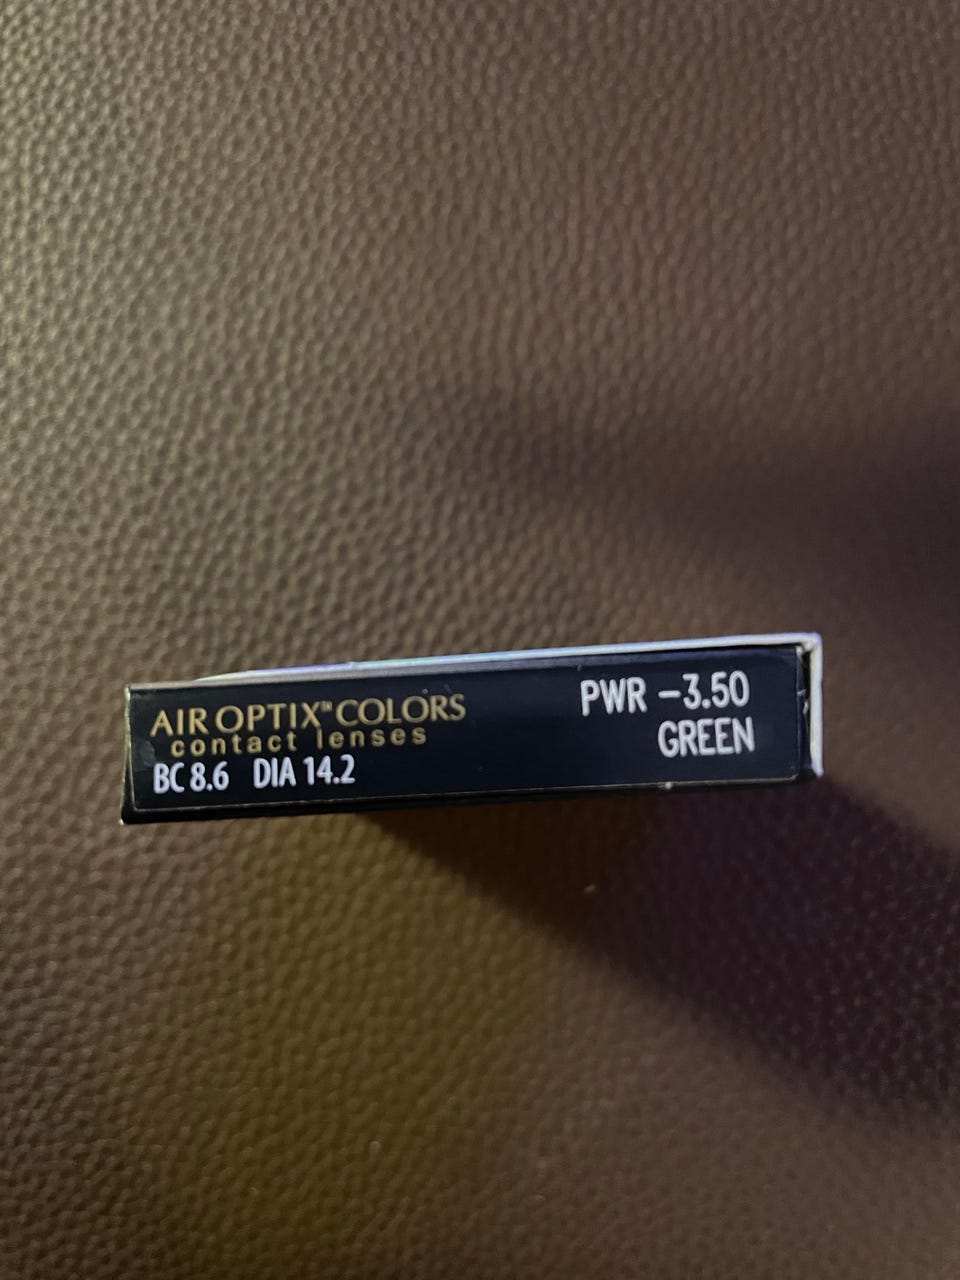 AIR OPTIX™ COLORS
contact lenses
BC 8.6 DIA 14.2
PWR –3.50
GREEN